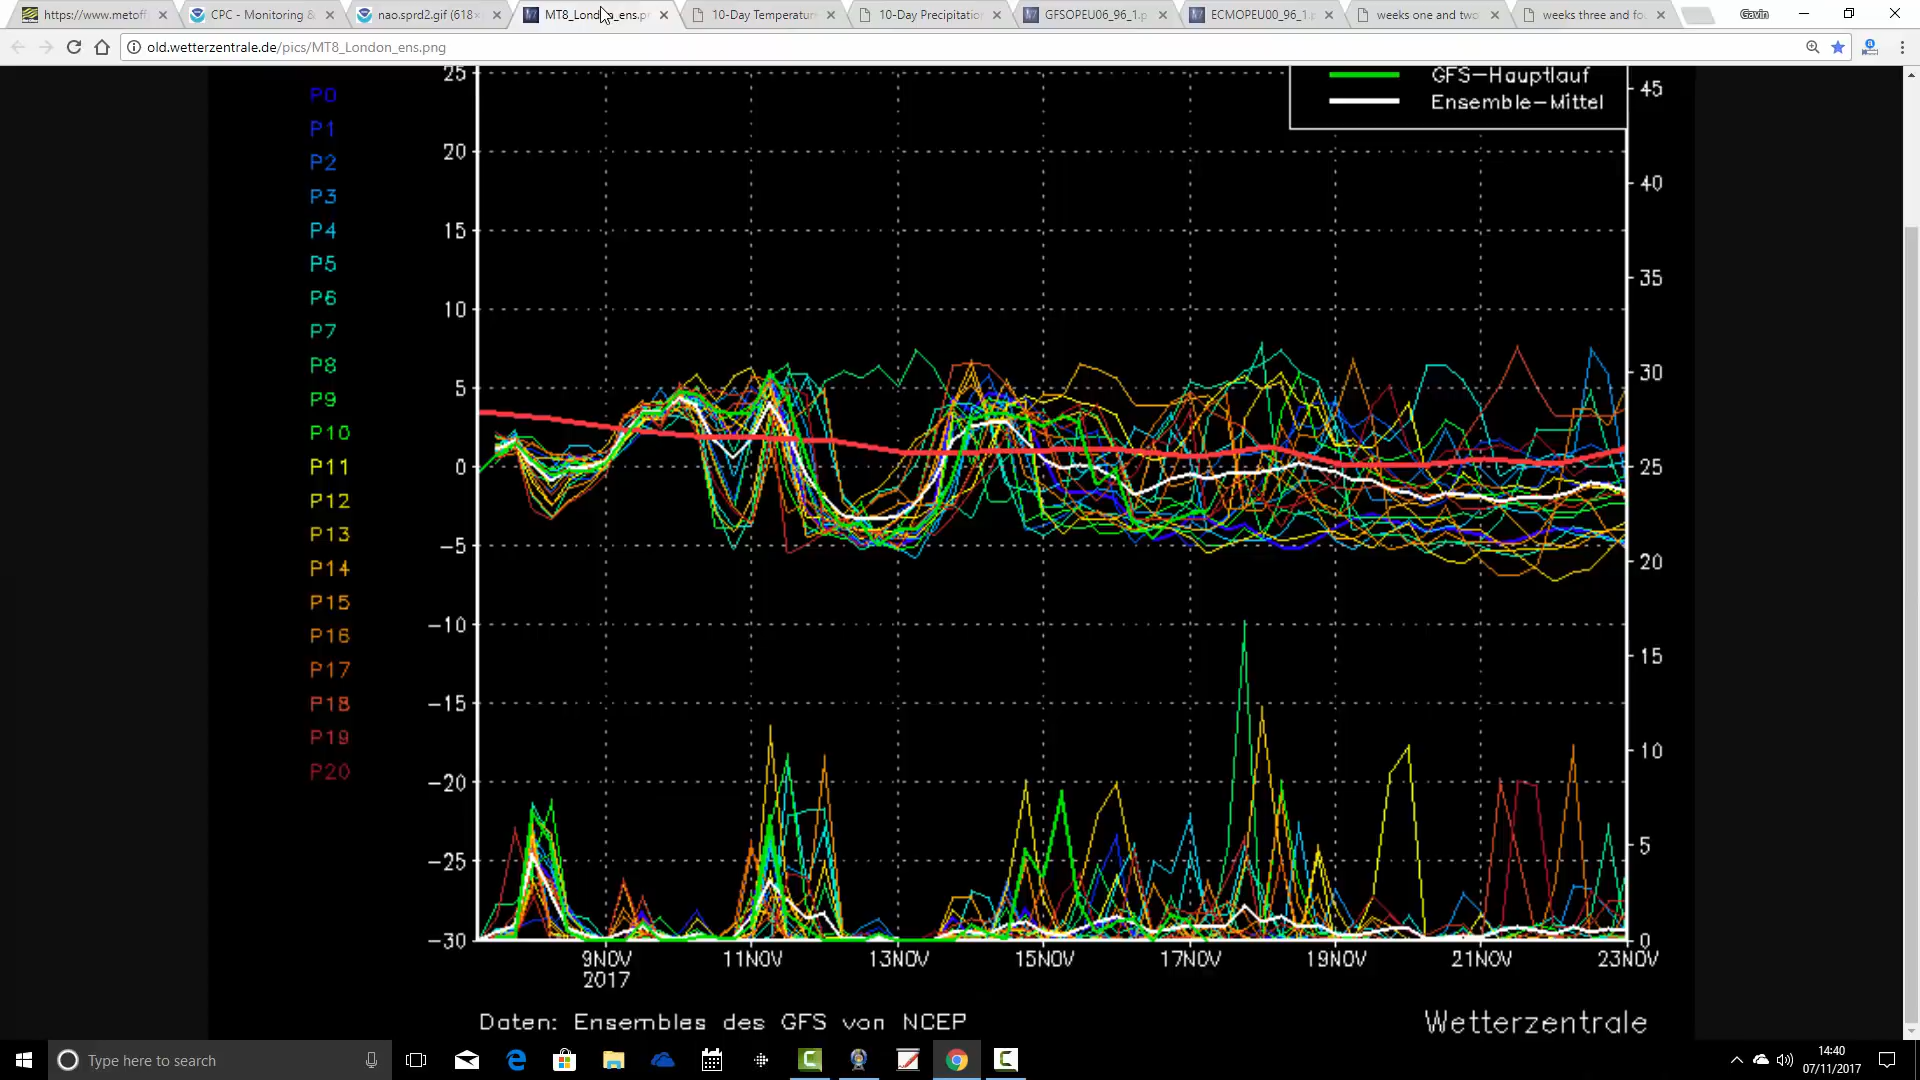 https://www.metoff
CPC - Monitoring &
nao.sprd2.gif (618×
MT8_London_ens.p
10-Day Temperatur
10-Day Precipitatio
GFSOPEU06_96_1.p
ECMOPEU00_96_1.
weeks one and two
weeks three and fo
Gavin
old.wetterzentrale.de/pics/MT8_London_ens.png
GFS-Hauptlauf
Ensemble-Mittel
P0
P1
P2
P3
P4
P5
P6
P7
P8
P9
P10
P11
P12
P13
P14
P15
P16
P17
P18
P19
P20
25
20
15
10
5
0
-5
-10
-15
-20
-25
-30
45
40
35
30
25
20
15
10
5
0
9NOV 11NOV 13NOV 15NOV 17NOV 19NOV 21NOV 23NOV
2017
Daten: Ensembles des GFS von NCEP
Wetterzentrale
Type here to search
14:40
07/11/2017